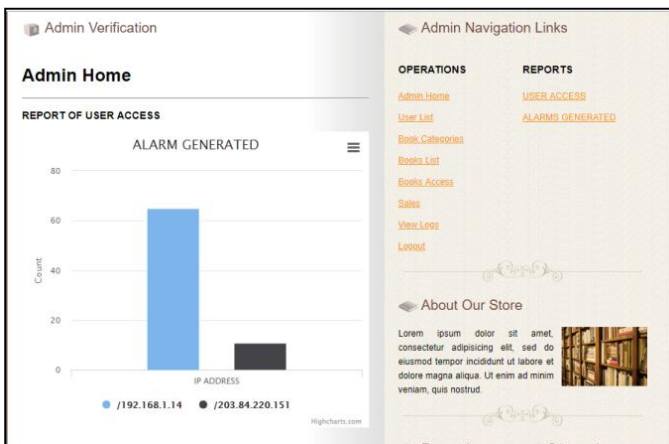 Admin Verification
Admin Home
REPORT OF USER ACCESS
ALARM GENERATED
80
60
40
20
0
Count
IP ADDRESS
/192.168.1.14 /203.84.220.151
Highcharts.com
Admin Navigation Links
OPERATIONS
Admin Home
User List
Book Categories
Books List
Books Access
Sales
View Logs
Logout
REPORTS
USER ACCESS
ALARMS GENERATED
About Our Store
Lorem ipsum dolor sit amet,
consectetur adipisicing elit, sed do
eiusmod tempor incididunt ut labore et
dolore magna aliqua. Ut enim ad minim
veniam, quis nostrud.